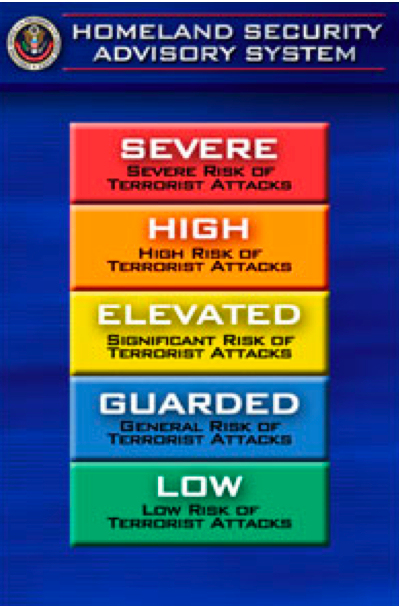 HOMELAND SECURITY
ADVISORY SYSTEM
SEVERE
SEVERE RISK OF
TERRORIST ATTACKS
HIGH
HIGH RISK OF
TERRORIST ATTACKS
ELEVATED
SIGNIFICANT RISK OF
TERRORIST ATTACKS
GUARDED
GENERAL RISK OF
TERRORIST ATTACKS
LOW
LOW RISK OF
TERRORIST ATTACKS